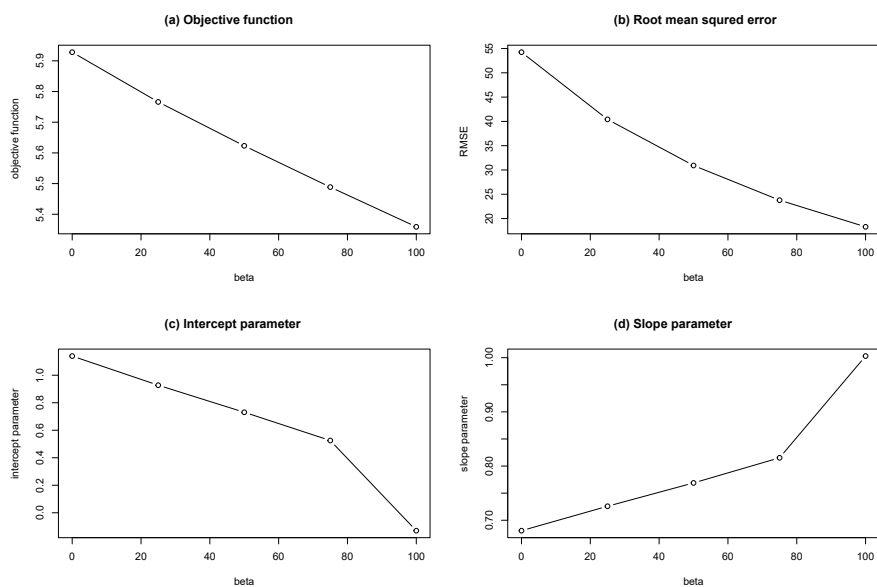 (a) Objective function
objective function
5.4 5.5 5.6 5.7 5.8 5.9
0 20 40 60 80 100
beta
(b) Root mean squred error
RMSE
20 25 30 35 40 45 50 55
0 20 40 60 80 100
beta
(c) Intercept parameter
intercept parameter
0.0 0.2 0.4 0.6 0.8 1.0
0 20 40 60 80 100
beta
(d) Slope parameter
slope parameter
0.70 0.80 0.90 1.00
0 20 40 60 80 100
beta